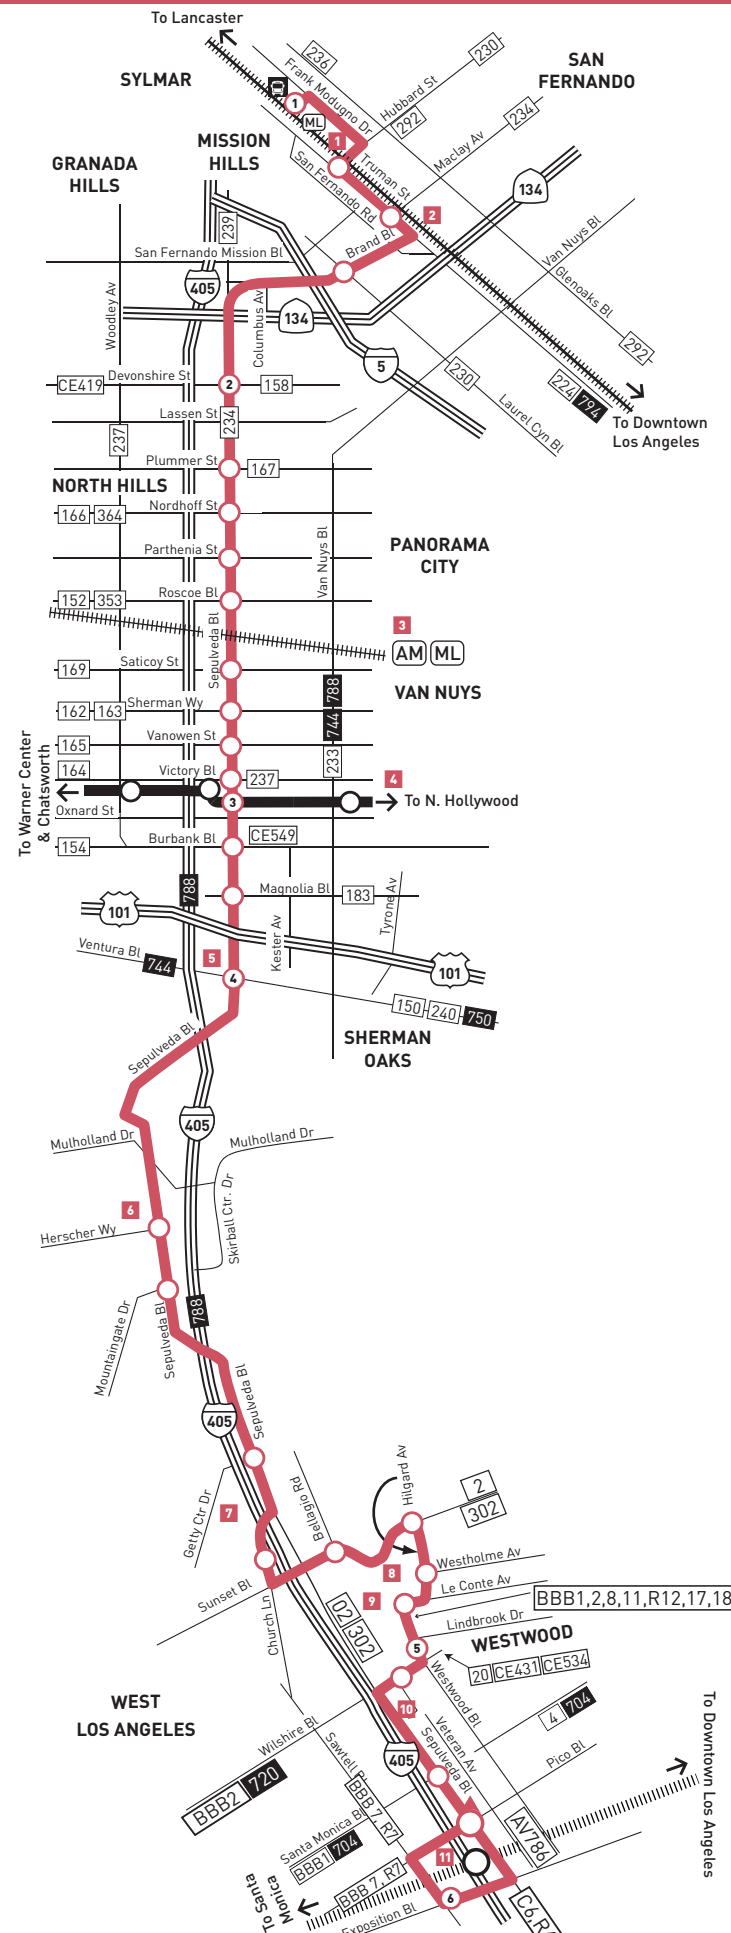 To Lancaster
SYLMAR
SAN
FERNANDO
236
230
Frank Modugno Dr
Hubbard St
292
234
1
ML
1
MISSION
HILLS
GRANADA
HILLS
Truman St
Maclay Av
San Fernando Rd
134
2
239
Brand Bl
San Fernando Mission Bl
Van Nuys Bl
Glenoaks Bl
405
Woodley Av
Columbus Av
134
5
292
230
224 794
To Downtown
Los Angeles
Laurel Cyn Bl
CE419
Devonshire St
2
158
Lassen St
234
237
Plummer St
167
NORTH HILLS
166 364
Nordhoff St
Van Nuys Bl
PANORAMA
CITY
Parthenia St
152 353
Roscoe Bl
Sepulveda Bl
3
AM ML
169
Saticoy St
VAN NUYS
162 163
Sherman Wy
744 788
165
Vanowen St
233
164
Victory Bl
237
4
To Warner Center
& Chatsworth
3
To N. Hollywood
Oxnard St
154
Burbank Bl
CE549
788
Magnolia Bl
183
Tyrone Av
101
Kester Av
Ventura Bl
744
5
4
101
150 240 750
SHERMAN
OAKS
Sepulveda Bl
405
Mulholland Dr
Mulholland Dr
Skirball Ctr. Dr
6
Herscher Wy
788
Mountaingate Dr
Sepulveda Bl
Sepulveda Bl
405
Getty Ctr Dr
7
Bellagio Rd
Hilgard Av
2
302
8
Westholme Av
9
Le Conte Av
BBB1,2,8,11,R12,17,18
Sunset Bl
Church Ln
02 302
Lindbrook Dr
5
WESTWOOD
20 CE431 CE534
WEST
LOS ANGELES
10
Westwood Bl
4 704
Wilshire Bl
BBB2 720
Sawtell
405
Veteran Av
Sepulveda Bl
Pico Bl
BBB 7, R7
Santa Monica Bl
BBB1 704
To Downtown Los Angeles
AV786
11
BBB 7, R7
6
To Santa
Monica
Exposition Bl
C6,R